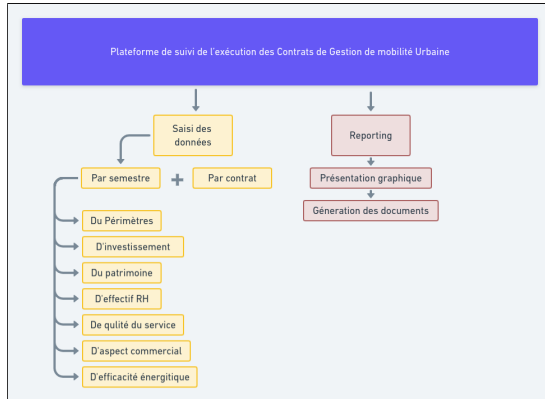 Plateforme de suivi de l'exécution des Contrats de Gestion de mobilité Urbaine
Saisi des
données
Reporting
Par semestre
+
Par contrat
Présentation graphique
Géneration des documents
Du Périmètres
D'investissement
Du patrimoine
D'effectif RH
De qulité du service
D'aspect commercial
D'efficacité énergitique